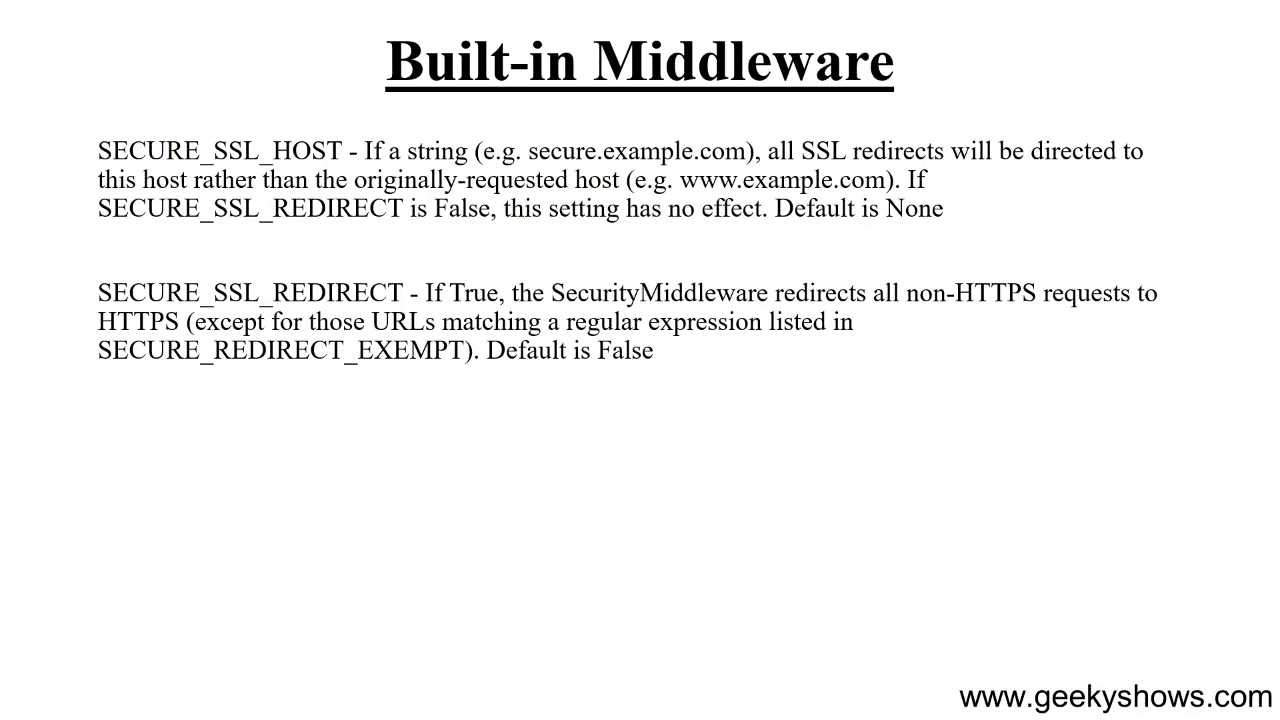 Built-in Middleware
SECURE_SSL_HOST - If a string (e.g. secure.example.com), all SSL redirects will be directed to
this host rather than the originally-requested host (e.g. www.example.com). If
SECURE_SSL_REDIRECT is False, this setting has no effect. Default is None
SECURE_SSL_REDIRECT - If True, the SecurityMiddleware redirects all non-HTTPS requests to
HTTPS (except for those URLs matching a regular expression listed in
SECURE_REDIRECT_EXEMPT). Default is False
www.geekyshows.com